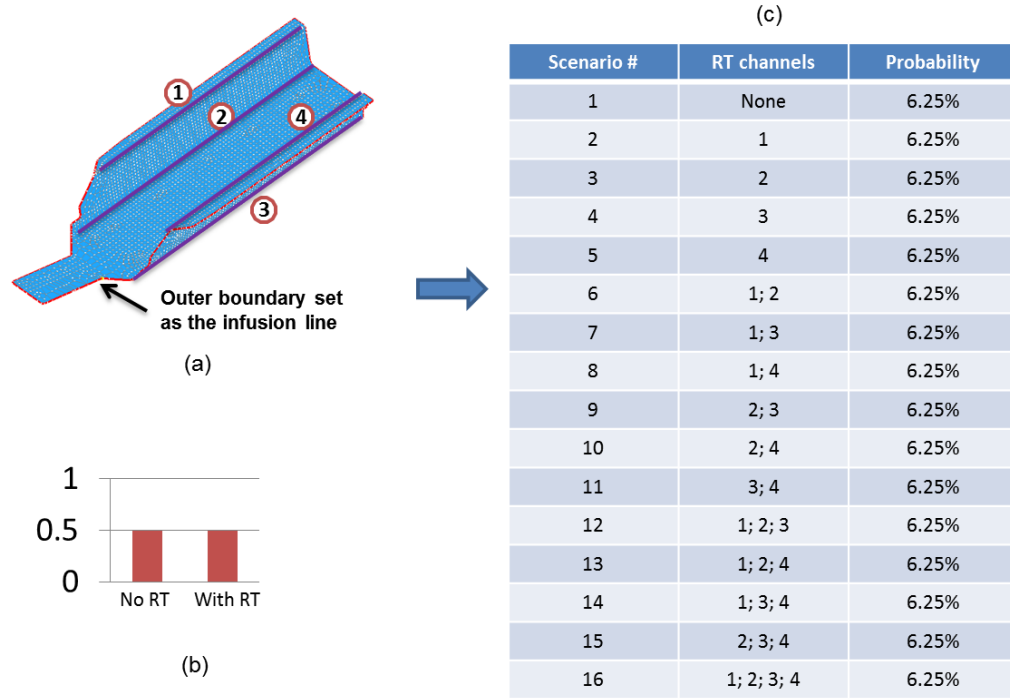 (c)
1
2
4
3
Outer boundary set
as the infusion line
(a)
1
0.5
0
No RT With RT
(b)
Scenario # RT channels Probability
1 None 6.25%
2 1 6.25%
3 2 6.25%
4 3 6.25%
5 4 6.25%
6 1; 2 6.25%
7 1; 3 6.25%
8 1; 4 6.25%
9 2; 3 6.25%
10 2; 4 6.25%
11 3; 4 6.25%
12 1; 2; 3 6.25%
13 1; 2; 4 6.25%
14 1; 3; 4 6.25%
15 2; 3; 4 6.25%
16 1; 2; 3; 4 6.25%